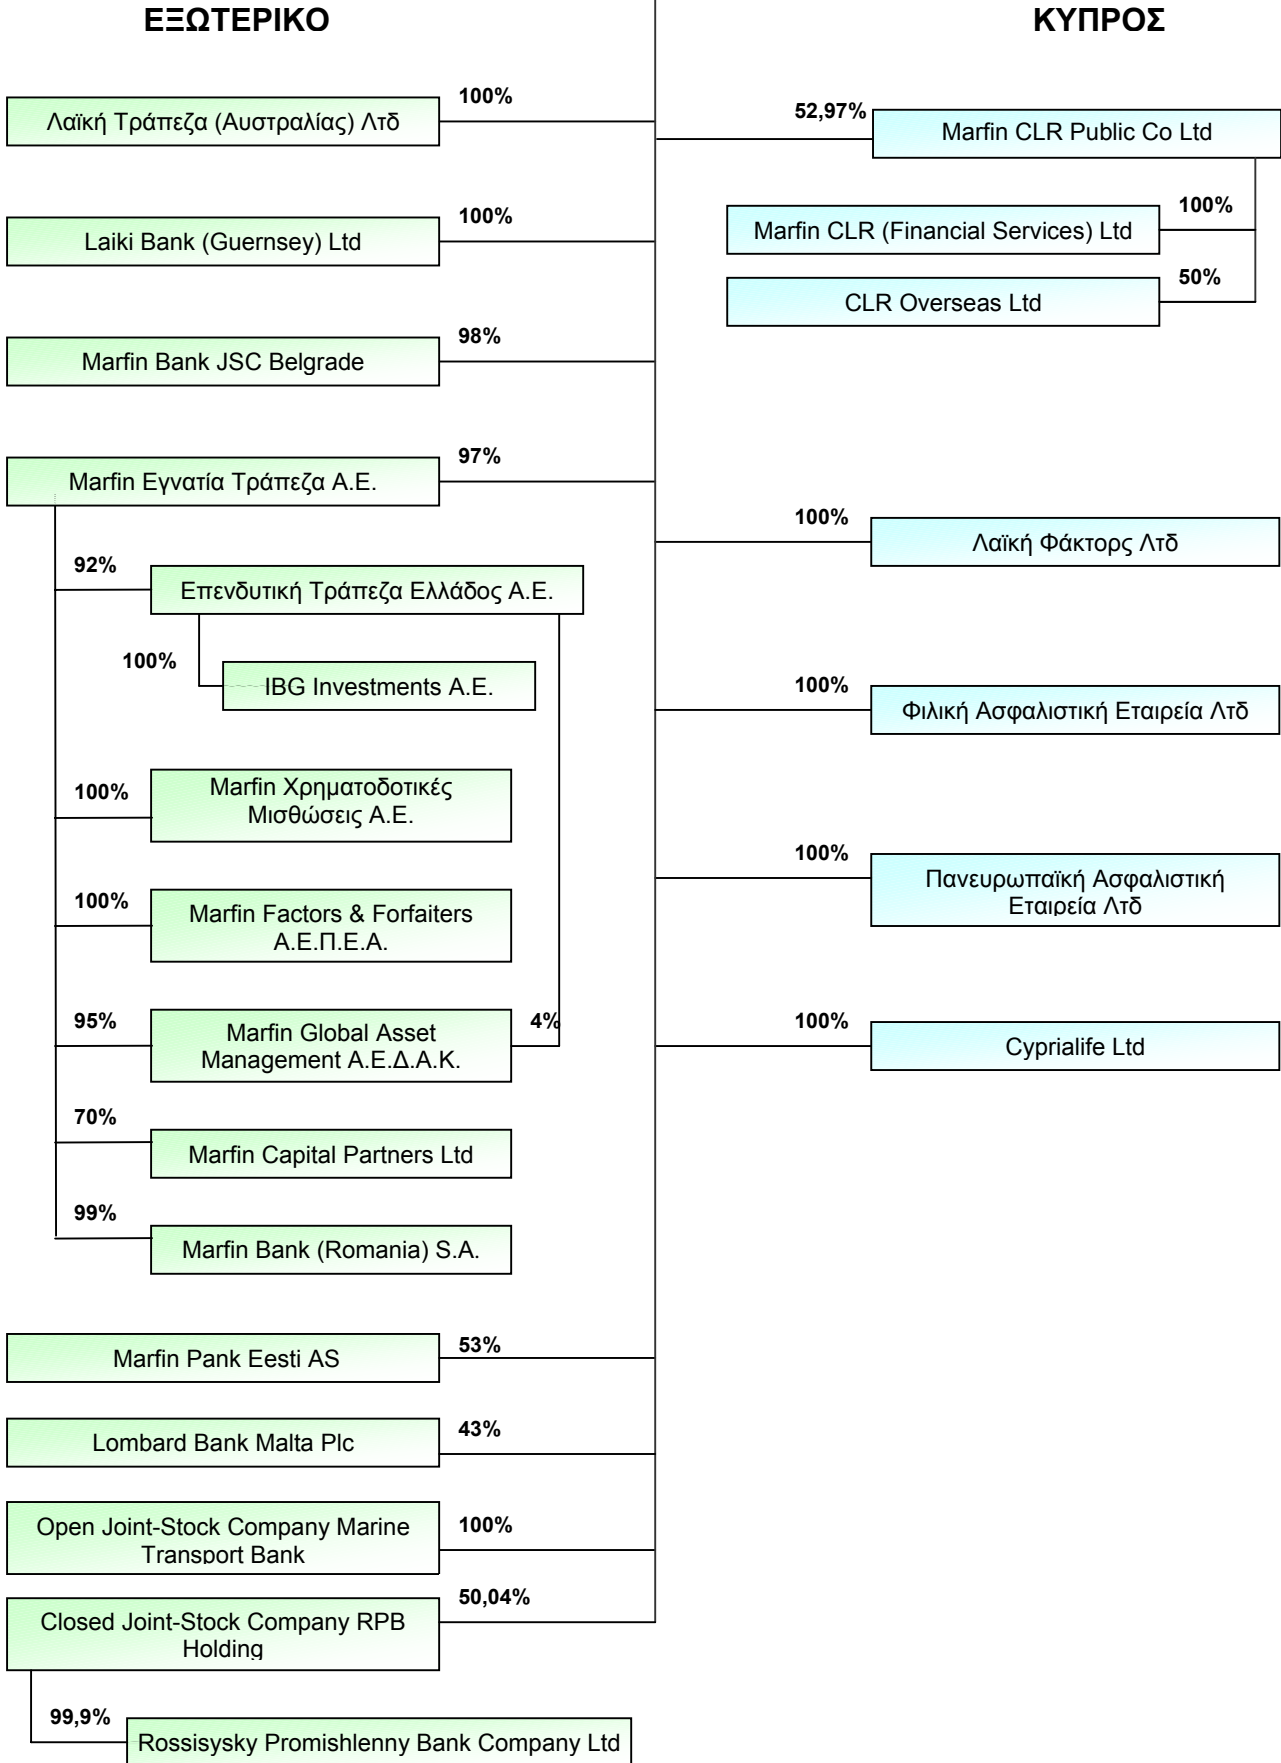 ΕΞΩΤΕΡΙΚΟ
Λαϊκή Τράπεζα (Αυστραλίας) Λτδ
100%
Laiki Bank (Guernsey) Ltd
100%
Marfin Bank JSC Belgrade
98%
Marfin Εγνατία Τράπεζα Α.Ε.
97%
92%
Επενδυτική Τράπεζα Ελλάδος Α.Ε.
100%
IBG Investments Α.Ε.
100%
Marfin Χρηματοδοτικές
Μισθώσεις Α.Ε.
100%
Marfin Factors & Forfaiters
Α.Ε.Π.Ε.Α.
95%
Marfin Global Asset
Management Α.Ε.Δ.Α.Κ.
4%
70%
Marfin Capital Partners Ltd
99%
Marfin Bank (Romania) S.A.
Marfin Pank Eesti AS
53%
Lombard Bank Malta Plc
43%
Open Joint-Stock Company Marine
Transport Bank
100%
Closed Joint-Stock Company RPB
Holding
50,04%
99,9%
Rossisysky Promishlenny Bank Company Ltd
ΚΥΠΡΟΣ
52,97%
Marfin CLR Public Co Ltd
Marfin CLR (Financial Services) Ltd
100%
CLR Overseas Ltd
50%
100%
Λαϊκή Φάκτορς Λτδ
100%
Φιλική Ασφαλιστική Εταιρεία Λτδ
100%
Πανευρωπαϊκή Ασφαλιστική
Εταιρεία Λτδ
100%
Cyprialife Ltd